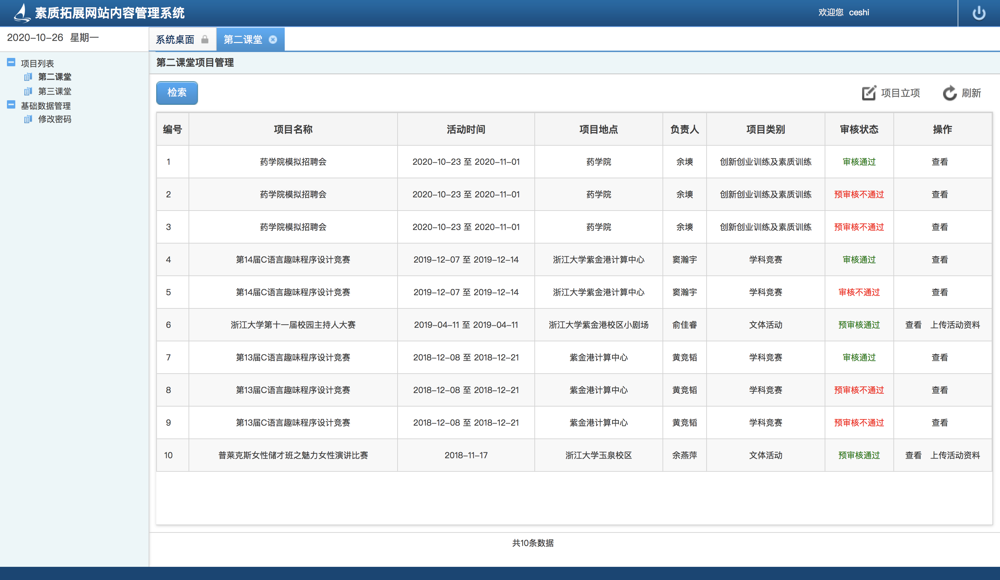 素质拓展网站内容管理系统
欢迎您 ceshi
2020-10-26 星期一
系统桌面
第二课堂
项目列表
第二课堂
第三课堂
基础数据管理
修改密码
第二课堂项目管理
检索
项目立项
刷新
编号 项目名称 活动时间 项目地点 负责人 项目类别 审核状态 操作
1 药学院模拟招聘会 2020-10-23 至 2020-11-01 药学院 余堧 创新创业训练及素质训练 审核通过 查看
2 药学院模拟招聘会 2020-10-23 至 2020-11-01 药学院 余堧 创新创业训练及素质训练 预审核不通过 查看
3 药学院模拟招聘会 2020-10-23 至 2020-11-01 药学院 余堧 创新创业训练及素质训练 预审核不通过 查看
4 第14届C语言趣味程序设计竞赛 2019-12-07 至 2019-12-14 浙江大学紫金港计算中心 窦瀚宇 学科竞赛 审核通过 查看
5 第14届C语言趣味程序设计竞赛 2019-12-07 至 2019-12-14 浙江大学紫金港计算中心 窦瀚宇 学科竞赛 审核不通过 查看
6 浙江大学第十一届校园主持人大赛 2019-04-11 至 2019-04-11 浙江大学紫金港校区小剧场 俞佳睿 文体活动 预审核通过 查看 上传活动资料
7 第13届C语言趣味程序设计竞赛 2018-12-08 至 2018-12-21 紫金港计算中心 黄竞韬 学科竞赛 审核通过 查看
8 第13届C语言趣味程序设计竞赛 2018-12-08 至 2018-12-21 紫金港计算中心 黄竞韬 学科竞赛 预审核不通过 查看
9 第13届C语言趣味程序设计竞赛 2018-12-08 至 2018-12-21 紫金港计算中心 黄竞韬 学科竞赛 预审核不通过 查看
10 普莱克斯女性储才班之魅力女性演讲比赛 2018-11-17 浙江大学玉泉校区 余燕萍 文体活动 预审核通过 查看 上传活动资料
共10条数据